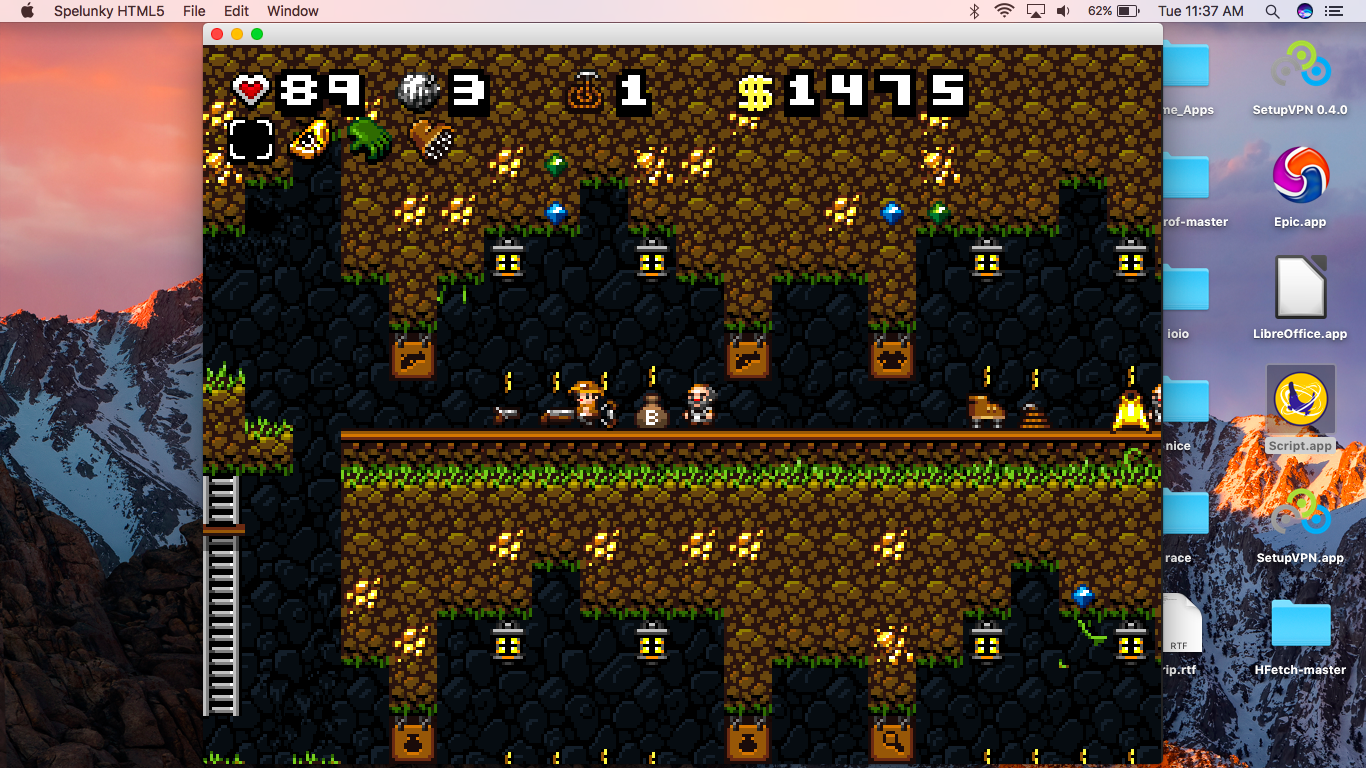 Spelunky HTML5 File Edit Window 62% Tue 11:37 AM
89 3 1 $1475
me_Apps SetupVPN 0.4.0
rof-master Epic.app
ioio LibreOffice.app
B
nice Script.app
race SetupVPN.app
RTF
rip.rtf HFetch-master